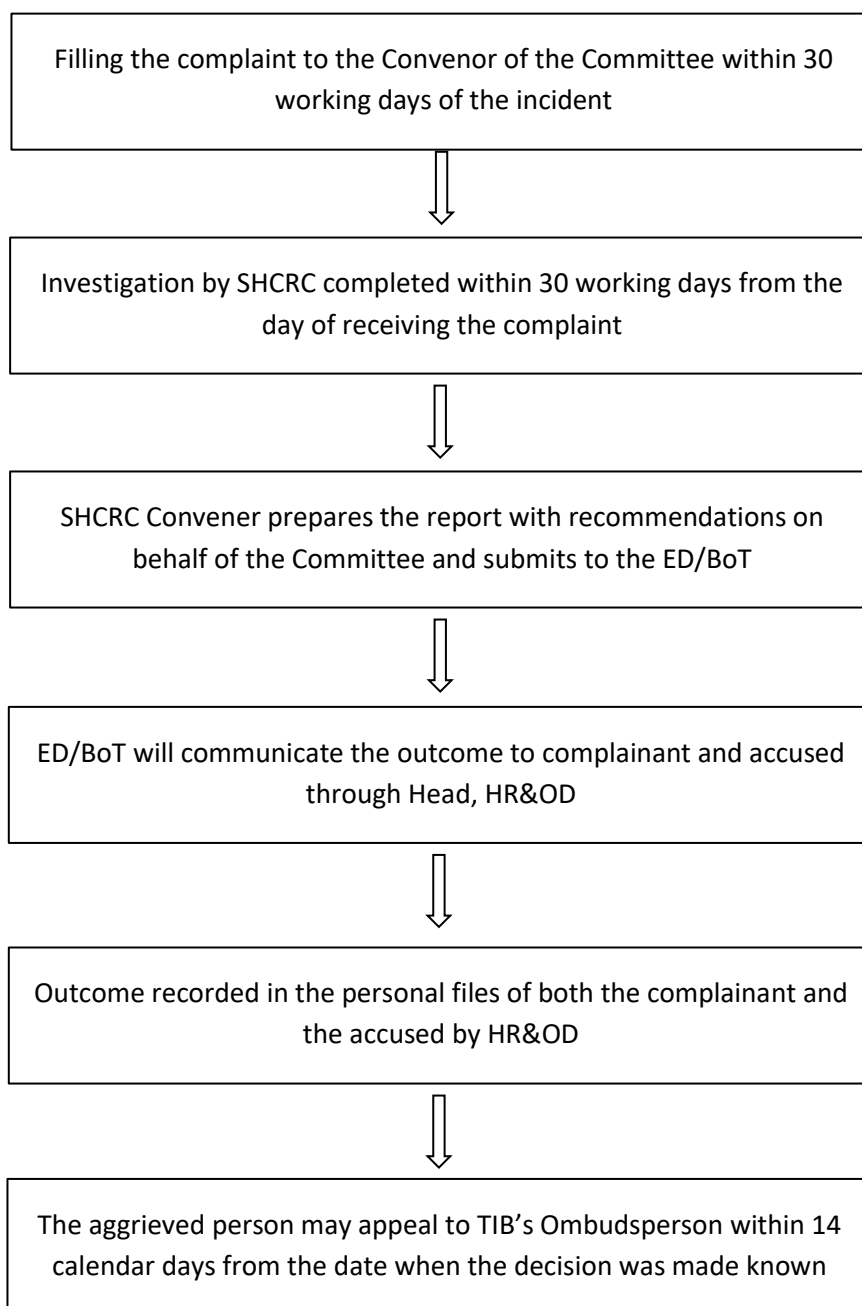 Filling the complaint to the Convenor of the Committee within 30
working days of the incident
Investigation by SHCRC completed within 30 working days from the
day of receiving the complaint
SHCRC Convener prepares the report with recommendations on
behalf of the Committee and submits to the ED/BoT
ED/BoT will communicate the outcome to complainant and accused
through Head, HR&OD
Outcome recorded in the personal files of both the complainant and
the accused by HR&OD
The aggrieved person may appeal to TIB’s Ombudsperson within 14
calendar days from the date when the decision was made known